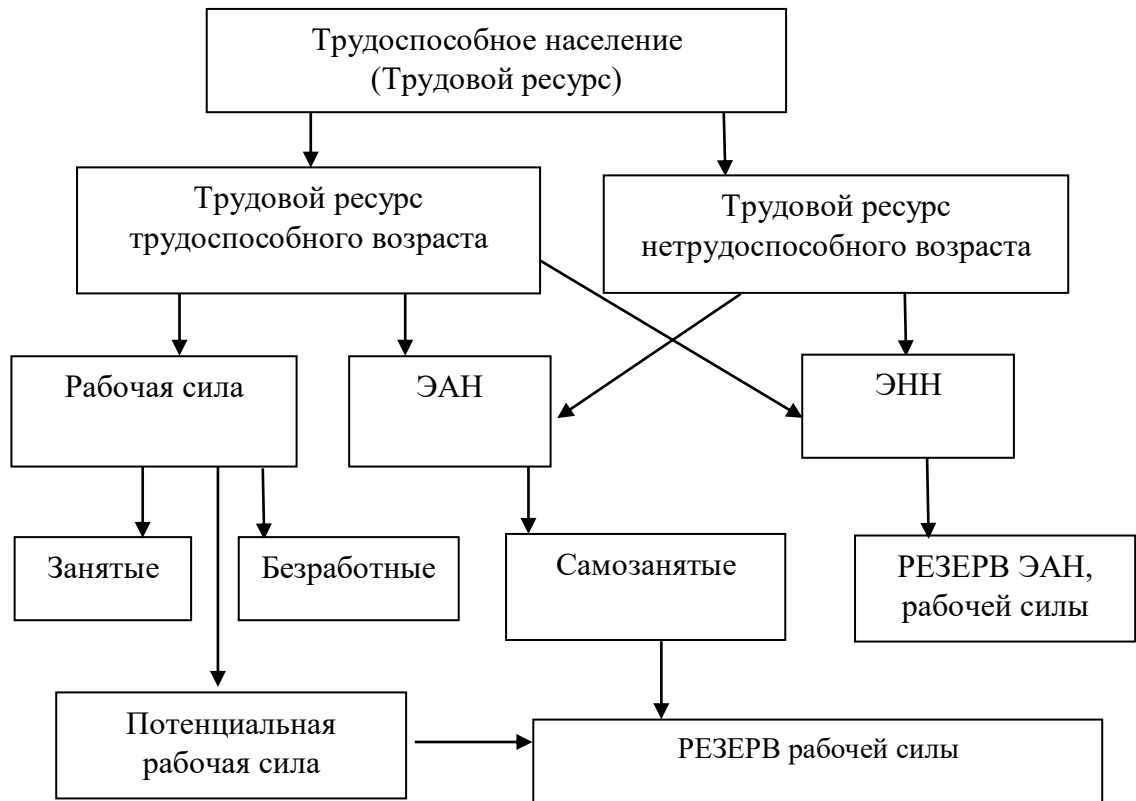 Трудоспособное население
(Трудовой ресурс)
Трудовой ресурс
трудоспособного возраста
Трудовой ресурс
нетрудоспособного возраста
Рабочая сила
ЭАН
ЭНН
Занятые
Безработные
Самозанятые
РЕЗЕРВ ЭАН,
рабочей силы
Потенциальная
рабочая сила
РЕЗЕРВ рабочей силы